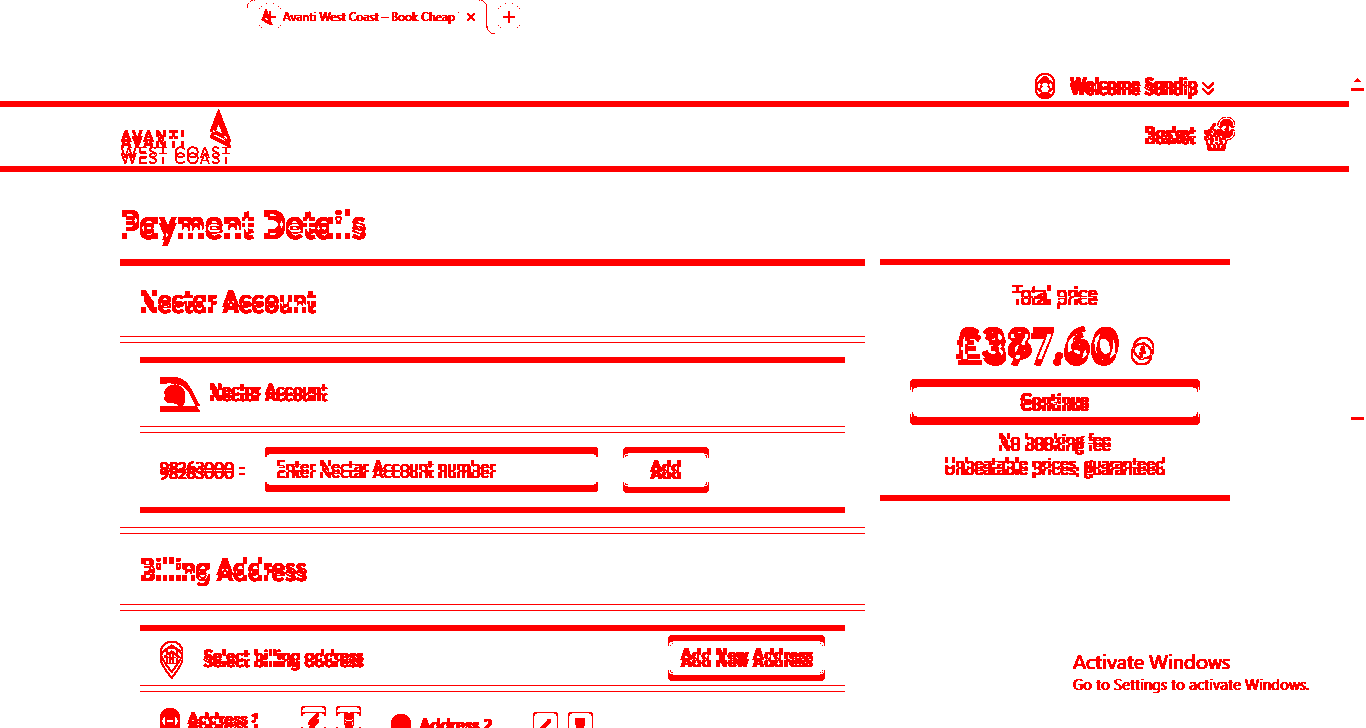 Avanti West Coast – Book Cheap
Welcome Sandip
AVANTI
WEST COAST
Basket
Payment Details
Nectar Account
Total price
£387.60
Nectar Account
Continue
No booking fee
Unbeatable prices, guaranteed
98263000 -
Enter Nectar Account number
Add
Billing Address
Select billing address
Add New Address
Activate Windows
Go to Settings to activate Windows.
Address 1
Address 2